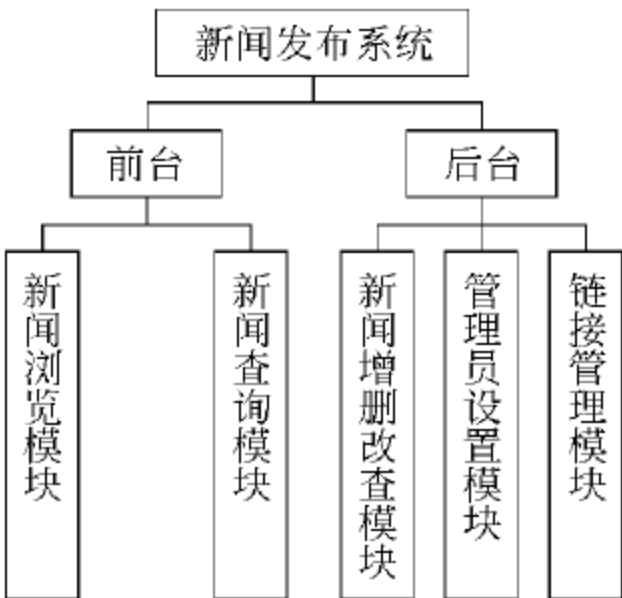 新闻发布系统
前台
后台
新闻浏览模块
新闻查询模块
新闻增删改查模块
管理员设置模块
链接管理模块